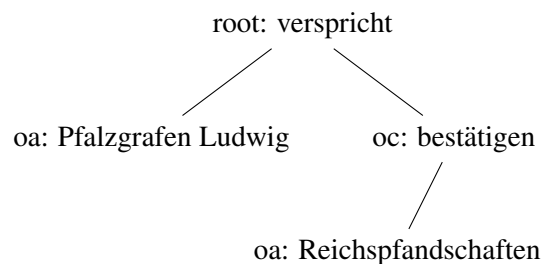 root: verspricht
oa: Pfalzgrafen Ludwig oc: bestätigen
oa: Reichspfandschaften